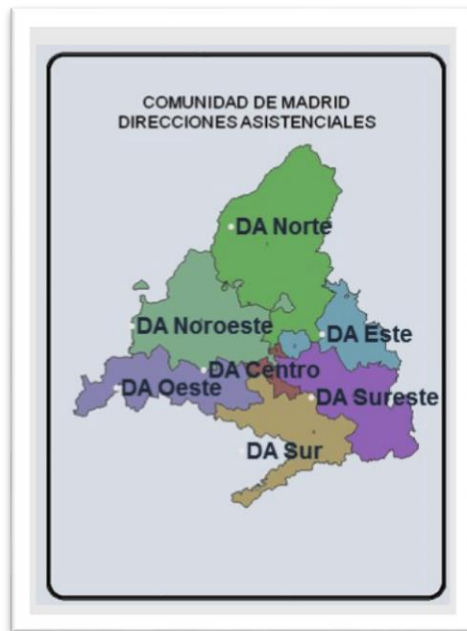 COMUNIDAD DE MADRID
DIRECCIONES ASISTENCIALES
DA Norte
DA Noroeste
DA Este
DA Centro
DA Oeste
DA Sureste
DA Sur